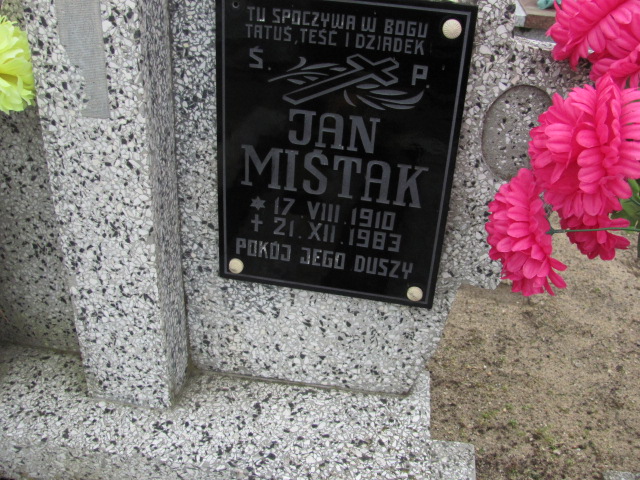 TU SPOCZYWA W BOGU
TATUŚ, TEŚĆ I DZIADEK
Ś. P.
JAN
MIŚTAK
* 17 VIII 1910
+ 21 XII 1983
POKÓJ JEGO DUSZY